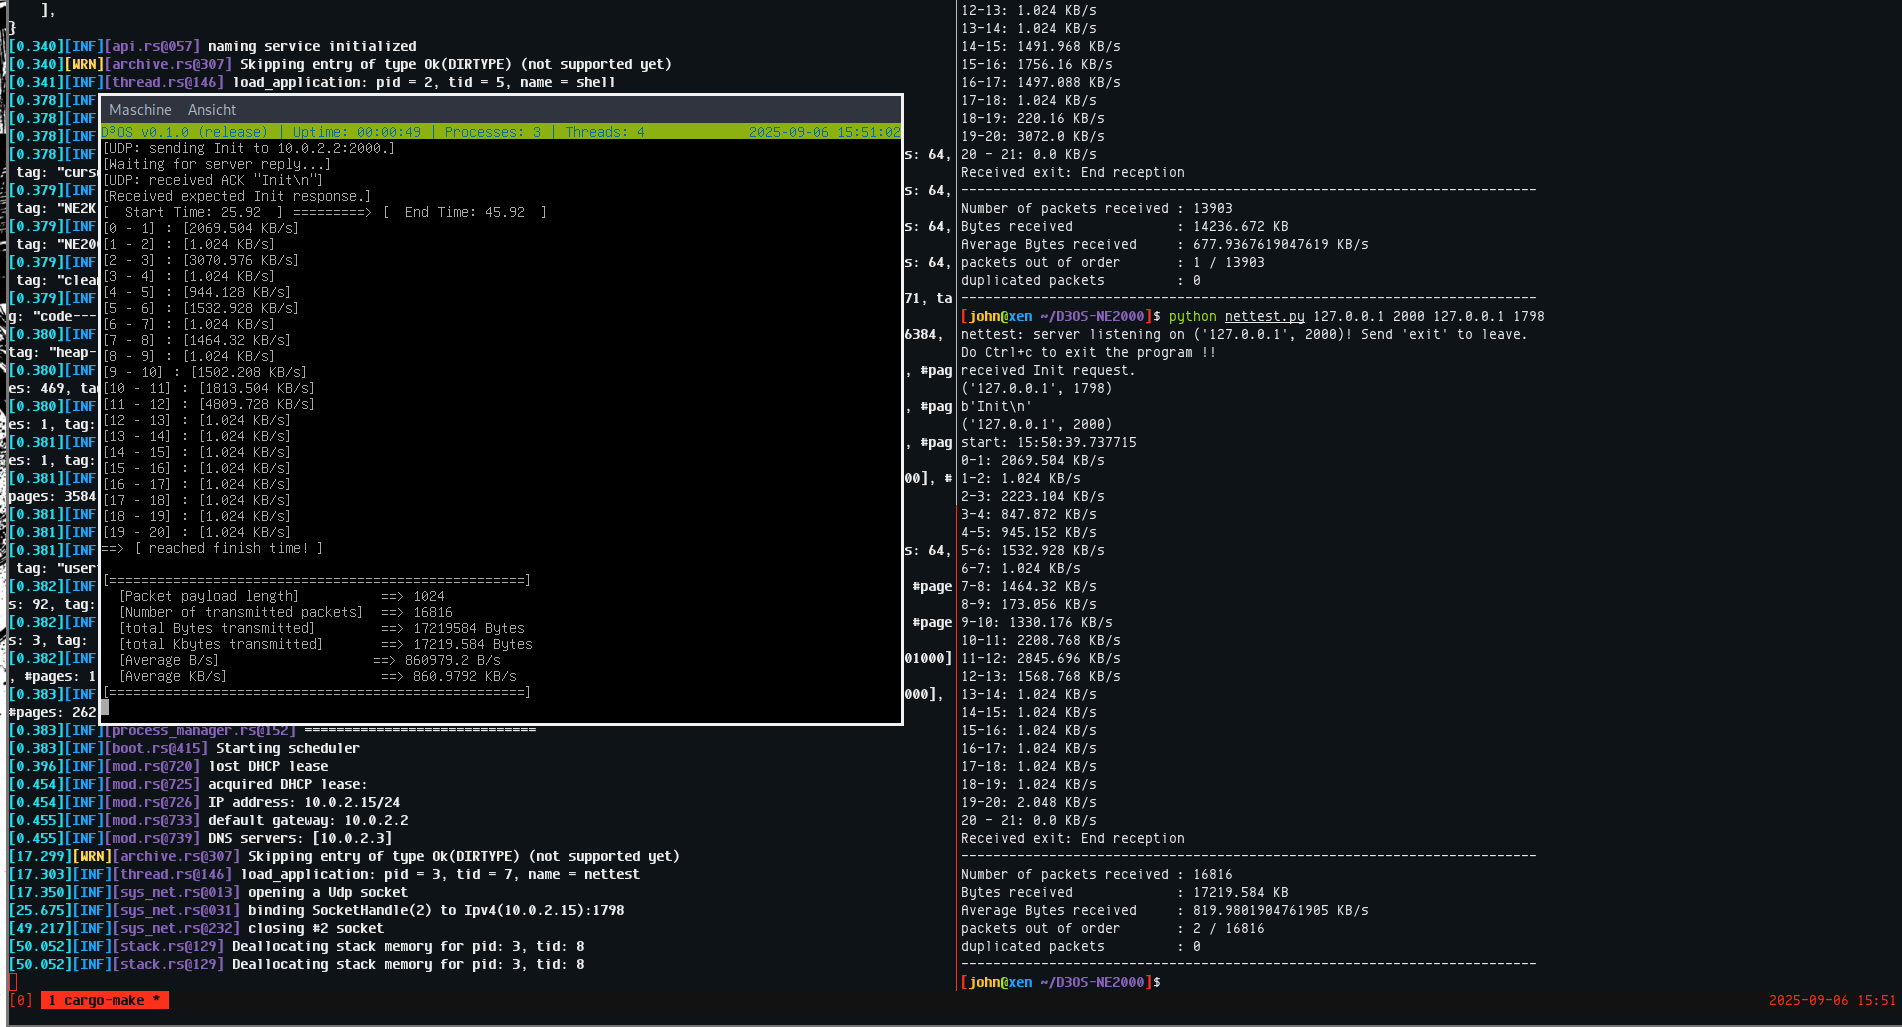 ],
}
[0.340][INF][api.rs@057] naming service initialized
[0.340][WRN][archive.rs@307] Skipping entry of type Ok(DIRTYPE) (not supported yet)
[0.341][INF][thread.rs@146] load_application: pid = 2, tid = 5, name = shell
[0.378][INF
[0.378][INF
[0.378][INF
[0.378][INF
s: 64,
 tag: "curs
[0.379][INF
s: 64,
 tag: "NE2K
[0.379][INF
s: 64,
 tag: "NE20
[0.379][INF
s: 64,
 tag: "clea
[0.379][INF
71, ta
g: "code---
[0.380][INF
6384,
tag: "heap-
[0.380][INF
, #pag
es: 469, ta
[0.380][INF
, #pag
es: 1, tag:
[0.381][INF
, #pag
es: 1, tag:
[0.381][INF
00], #
pages: 3584
[0.381][INF
[0.381][INF
[0.381][INF
s: 64,
 tag: "user
[0.382][INF
#page
s: 92, tag:
[0.382][INF
#page
s: 3, tag:
[0.382][INF
01000]
, #pages: 1
[0.383][INF
000],
#pages: 262
[0.383][INF][process_manager.rs@152] =============================
[0.383][INF][boot.rs@415] Starting scheduler
[0.396][INF][mod.rs@720] lost DHCP lease
[0.454][INF][mod.rs@725] acquired DHCP lease:
[0.454][INF][mod.rs@726] IP address: 10.0.2.15/24
[0.455][INF][mod.rs@733] default gateway: 10.0.2.2
[0.455][INF][mod.rs@739] DNS servers: [10.0.2.3]
[17.299][WRN][archive.rs@307] Skipping entry of type Ok(DIRTYPE) (not supported yet)
[17.303][INF][thread.rs@146] load_application: pid = 3, tid = 7, name = nettest
[17.350][INF][sys_net.rs@013] opening a Udp socket
[25.675][INF][sys_net.rs@031] binding SocketHandle(2) to Ipv4(10.0.2.15):1798
[49.217][INF][sys_net.rs@232] closing #2 socket
[50.052][INF][stack.rs@129] Deallocating stack memory for pid: 3, tid: 8
[50.052][INF][stack.rs@129] Deallocating stack memory for pid: 3, tid: 8
Maschine Ansicht
D³OS v0.1.0 (release) | Uptime: 00:00:49 | Processes: 3 | Threads: 4 2025-09-06 15:51:02
[UDP: sending Init to 10.0.2.2:2000.]
[Waiting for server reply...]
[UDP: received ACK "Init\n"]
[Received expected Init response.]
[  Start Time: 25.92  ] =========> [  End Time: 45.92  ]
[0 - 1] : [2069.504 KB/s]
[1 - 2] : [1.024 KB/s]
[2 - 3] : [3070.976 KB/s]
[3 - 4] : [1.024 KB/s]
[4 - 5] : [944.128 KB/s]
[5 - 6] : [1532.928 KB/s]
[6 - 7] : [1.024 KB/s]
[7 - 8] : [1464.32 KB/s]
[8 - 9] : [1.024 KB/s]
[9 - 10] : [1502.208 KB/s]
[10 - 11] : [1813.504 KB/s]
[11 - 12] : [4809.728 KB/s]
[12 - 13] : [1.024 KB/s]
[13 - 14] : [1.024 KB/s]
[14 - 15] : [1.024 KB/s]
[15 - 16] : [1.024 KB/s]
[16 - 17] : [1.024 KB/s]
[17 - 18] : [1.024 KB/s]
[18 - 19] : [1.024 KB/s]
[19 - 20] : [1.024 KB/s]
==> [ reached finish time! ]
[====================================================]
[Packet payload length] ==> 1024
[Number of transmitted packets] ==> 16816
[total Bytes transmitted] ==> 17219584 Bytes
[total Kbytes transmitted] ==> 17219.584 Bytes
[Average B/s] ==> 860979.2 B/s
[Average KB/s] ==> 860.9792 KB/s
[====================================================]
12-13: 1.024 KB/s
13-14: 1.024 KB/s
14-15: 1491.968 KB/s
15-16: 1756.16 KB/s
16-17: 1497.088 KB/s
17-18: 1.024 KB/s
18-19: 220.16 KB/s
19-20: 3072.0 KB/s
20 - 21: 0.0 KB/s
Received exit: End reception
------------------------------------------------------------------------
Number of packets received : 13903
Bytes received : 14236.672 KB
Average Bytes received : 677.9367619047619 KB/s
packets out of order : 1 / 13903
duplicated packets : 0
------------------------------------------------------------------------
[john@xen ~/D3OS-NE2000]$ python nettest.py 127.0.0.1 2000 127.0.0.1 1798
nettest: server listening on ('127.0.0.1', 2000)! Send 'exit' to leave.
Do Ctrl+c to exit the program !!
received Init request.
('127.0.0.1', 1798)
b'Init\n'
('127.0.0.1', 2000)
start: 15:50:39.737715
0-1: 2069.504 KB/s
1-2: 1.024 KB/s
2-3: 2223.104 KB/s
3-4: 847.872 KB/s
4-5: 945.152 KB/s
5-6: 1532.928 KB/s
6-7: 1.024 KB/s
7-8: 1464.32 KB/s
8-9: 173.056 KB/s
9-10: 1330.176 KB/s
10-11: 2208.768 KB/s
11-12: 2845.696 KB/s
12-13: 1568.768 KB/s
13-14: 1.024 KB/s
14-15: 1.024 KB/s
15-16: 1.024 KB/s
16-17: 1.024 KB/s
17-18: 1.024 KB/s
18-19: 1.024 KB/s
19-20: 2.048 KB/s
20 - 21: 0.0 KB/s
Received exit: End reception
------------------------------------------------------------------------
Number of packets received : 16816
Bytes received : 17219.584 KB
Average Bytes received : 819.9801904761905 KB/s
packets out of order : 2 / 16816
duplicated packets : 0
------------------------------------------------------------------------
[john@xen ~/D3OS-NE2000]$
[0] 1 cargo-make * 2025-09-06 15:51